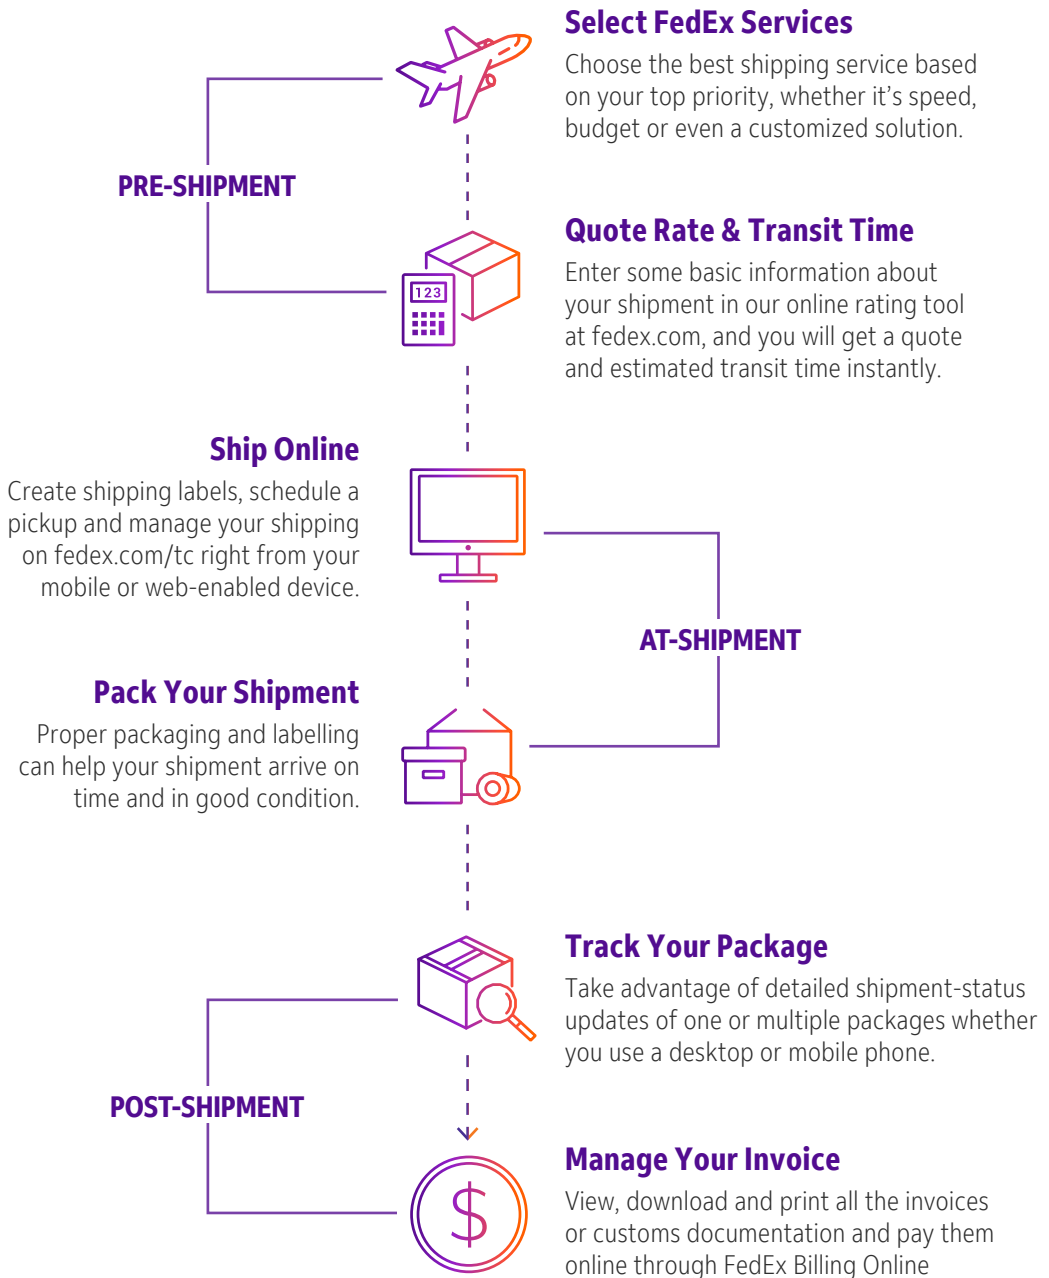 Select FedEx Services
Choose the best shipping service based
on your top priority, whether it's speed,
budget or even a customized solution.
PRE-SHIPMENT
Quote Rate & Transit Time
123
Enter some basic information about
your shipment in our online rating tool
at fedex.com, and you will get a quote
and estimated transit time instantly.
Ship Online
Create shipping labels, schedule a
pickup and manage your shipping
on fedex.com/tc right from your
mobile or web-enabled device.
AT-SHIPMENT
Pack Your Shipment
Proper packaging and labelling
can help your shipment arrive on
time and in good condition.
Track Your Package
Take advantage of detailed shipment-status
updates of one or multiple packages whether
you use a desktop or mobile phone.
POST-SHIPMENT
Manage Your Invoice
$
View, download and print all the invoices
or customs documentation and pay them
online through FedEx Billing Online